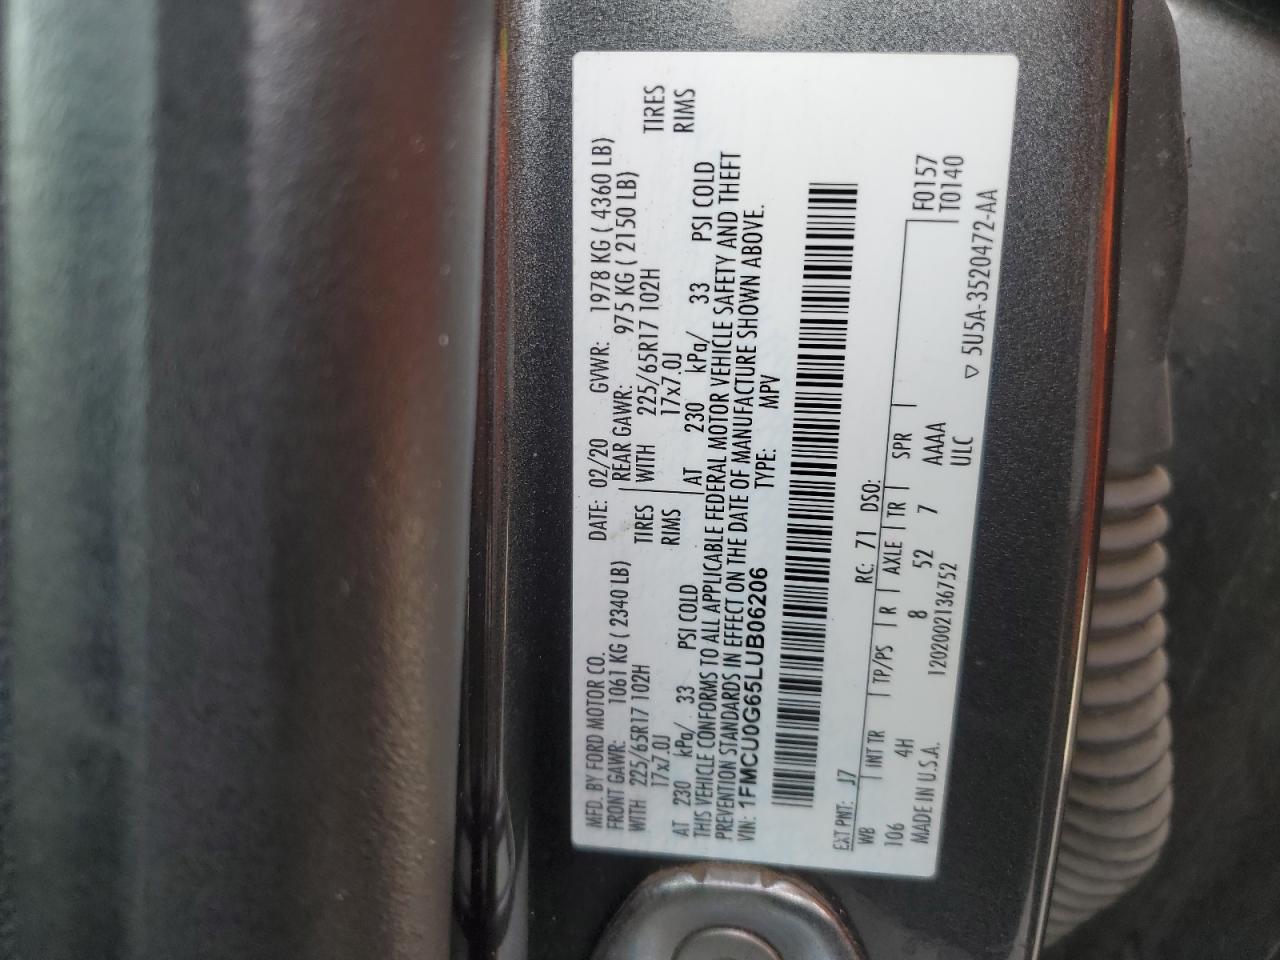 MFD. BY FORD MOTOR CO.
DATE: 02/20 GVWR: 1978 KG ( 4360 LB)
FRONT GAWR: 1061 KG ( 2340 LB) REAR GAWR: 975 KG ( 2150 LB)
WITH 225/65R17 102H TIRES WITH 225/65R17 102H TIRES
17x7.0J RIMS 17x7.0J RIMS
AT 230 kPa/ 33 PSI COLD AT 230 kPa/ 33 PSI COLD
THIS VEHICLE CONFORMS TO ALL APPLICABLE FEDERAL MOTOR VEHICLE SAFETY AND THEFT
PREVENTION STANDARDS IN EFFECT ON THE DATE OF MANUFACTURE SHOWN ABOVE.
VIN: 1FMCU0G65LUB06206 TYPE: MPV
EXT PNT: J7 RC: 71 DSO:
WB INT TR TP/PS R AXLE TR SPR F0157
106 4H 8 52 7 AAAA T0140
MADE IN U.S.A. 1202002136752 ULC
▽ 5U5A-3520472-AA